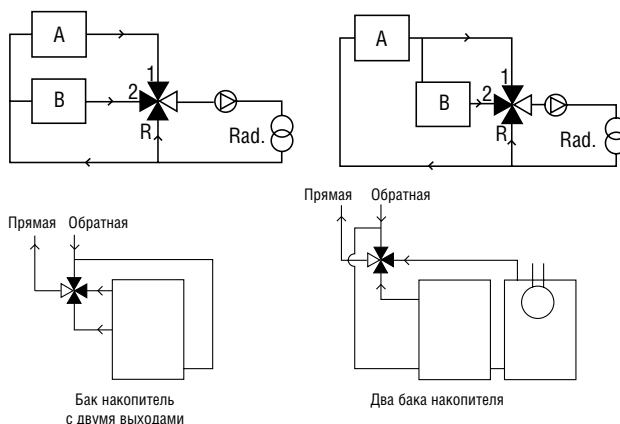 A
1
2
B
R
Rad.
A
1
2
B
R
Rad.
Прямая Обратная
Прямая Обратная
Бак накопитель
с двумя выходами
Два бака накопителя